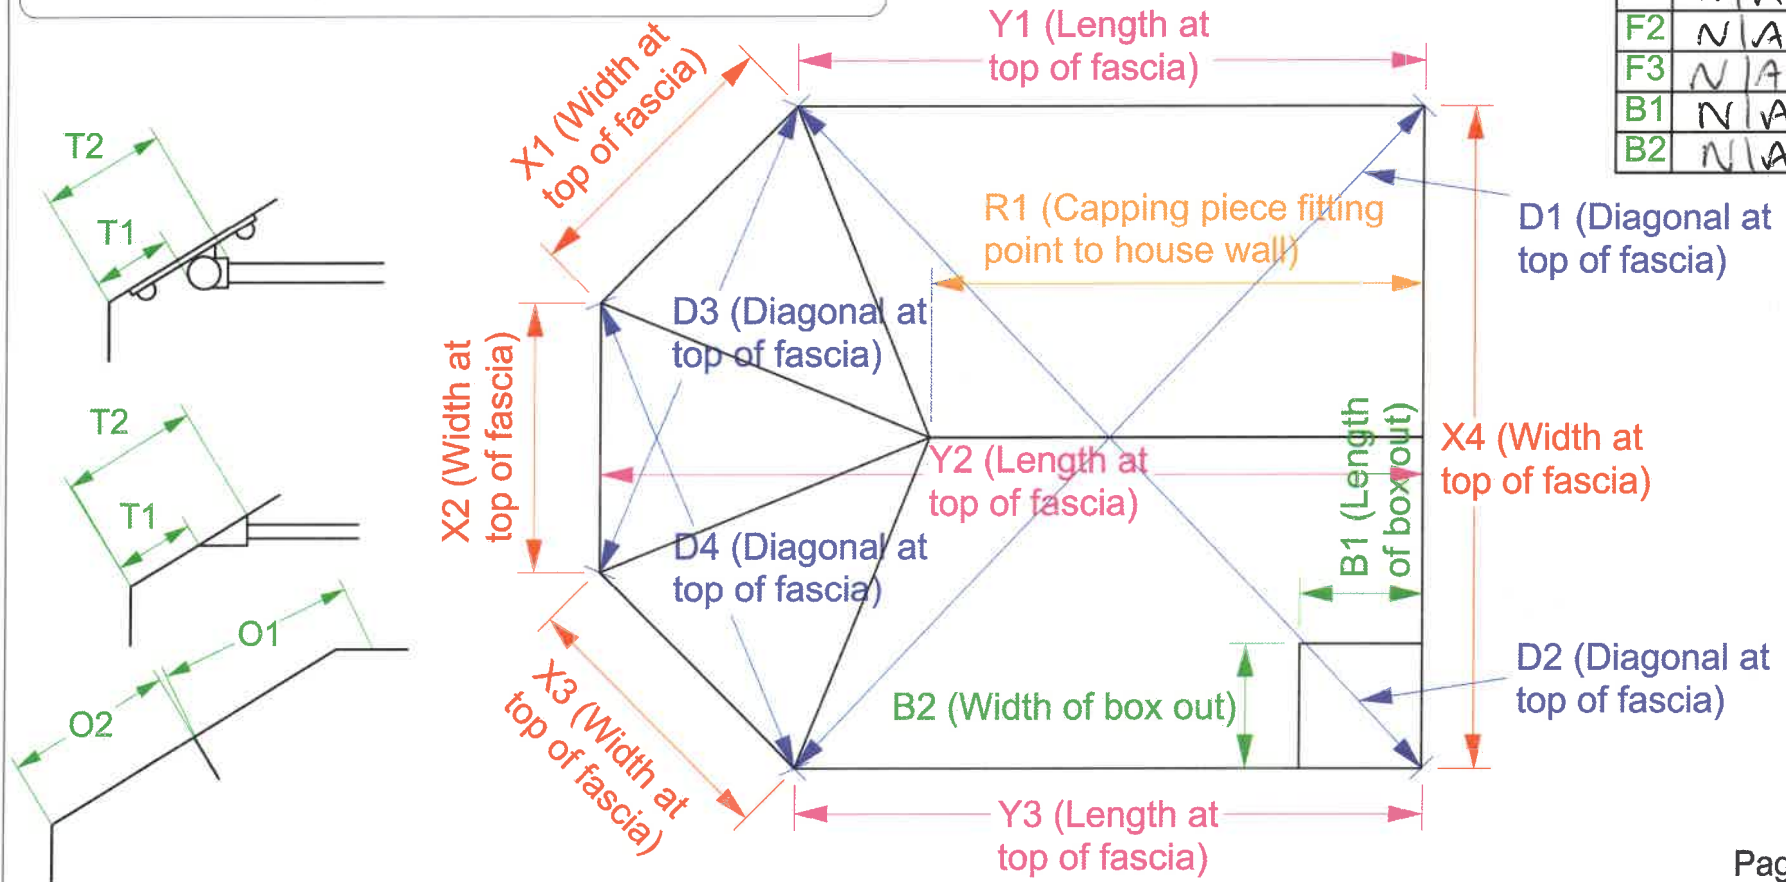 Y1 (Length at
top of fascia)
X1 (Width at
top of fascia)
F2 N/A
F3 N/A
B1 N/A
B2 N/A
T2
T1
R1 (Capping piece fitting
point to house wall)
D1 (Diagonal at
top of fascia)
D3 (Diagonal at
top of fascia)
X2 (Width at
top of fascia)
T2
T1
Y2 (Length at
top of fascia)
B1 (Length
of box out)
X4 (Width at
top of fascia)
D4 (Diagonal at
top of fascia)
O1
O2
X3 (Width at
top of fascia)
B2 (Width of box out)
D2 (Diagonal at
top of fascia)
Y3 (Length at
top of fascia)
Pag